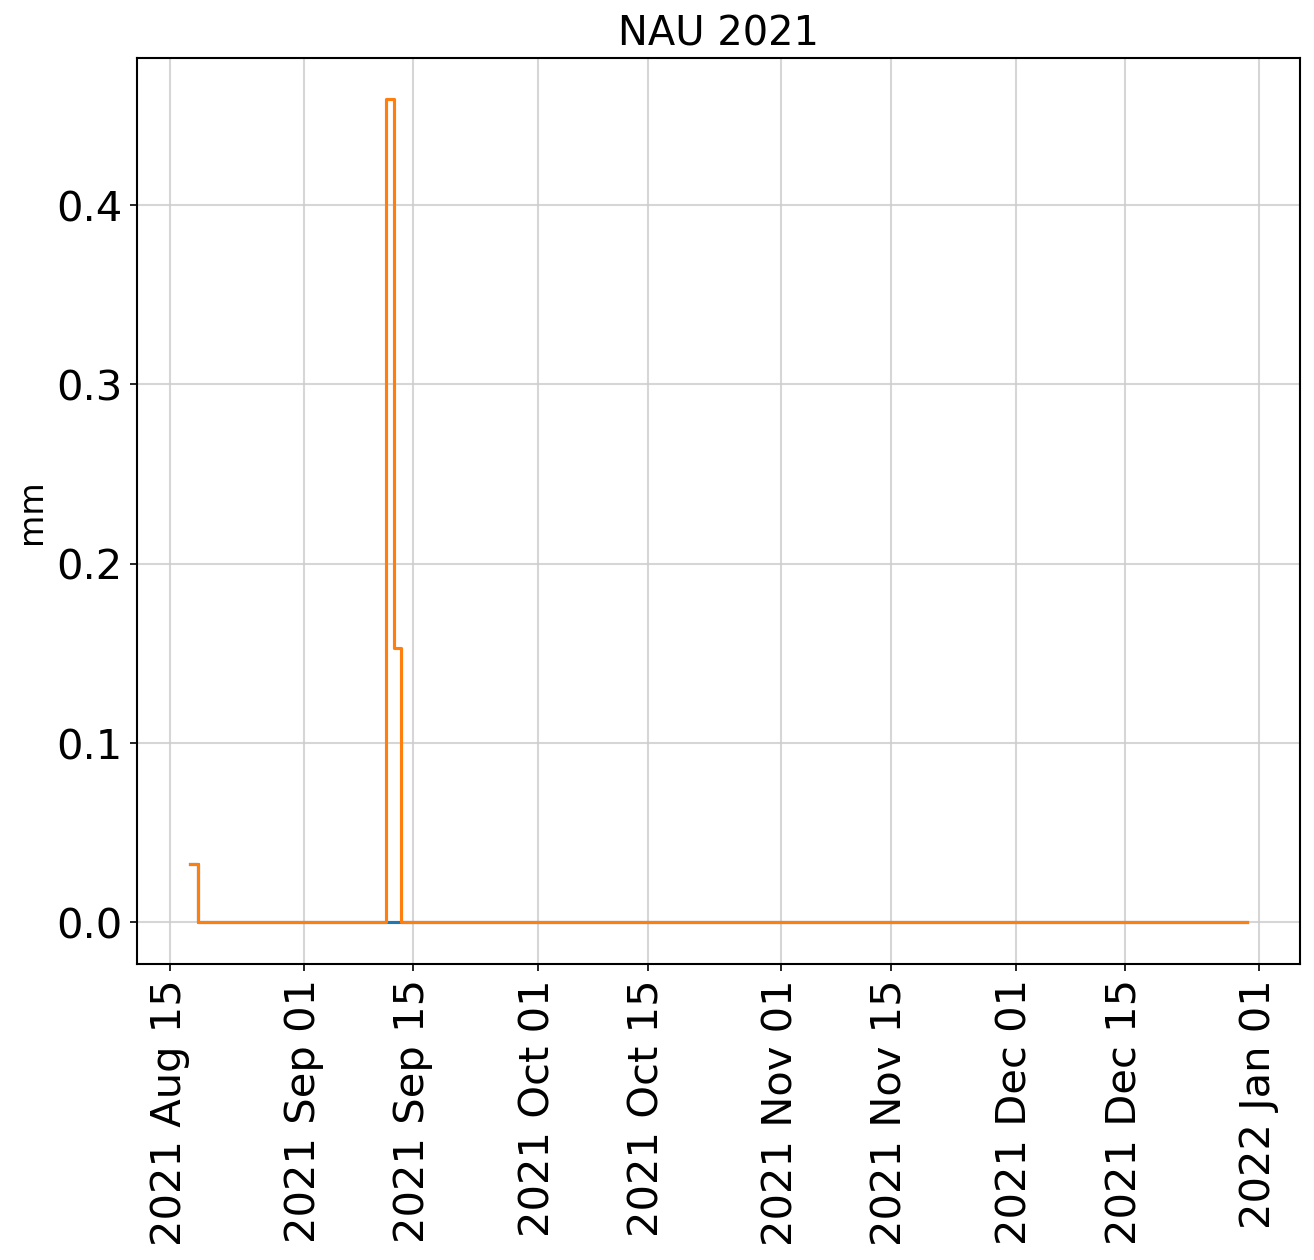 NAU 2021
mm
0.4
0.3
0.2
0.1
0.0
2021 Aug 15
2021 Sep 01
2021 Sep 15
2021 Oct 01
2021 Oct 15
2021 Nov 01
2021 Nov 15
2021 Dec 01
2021 Dec 15
2022 Jan 01